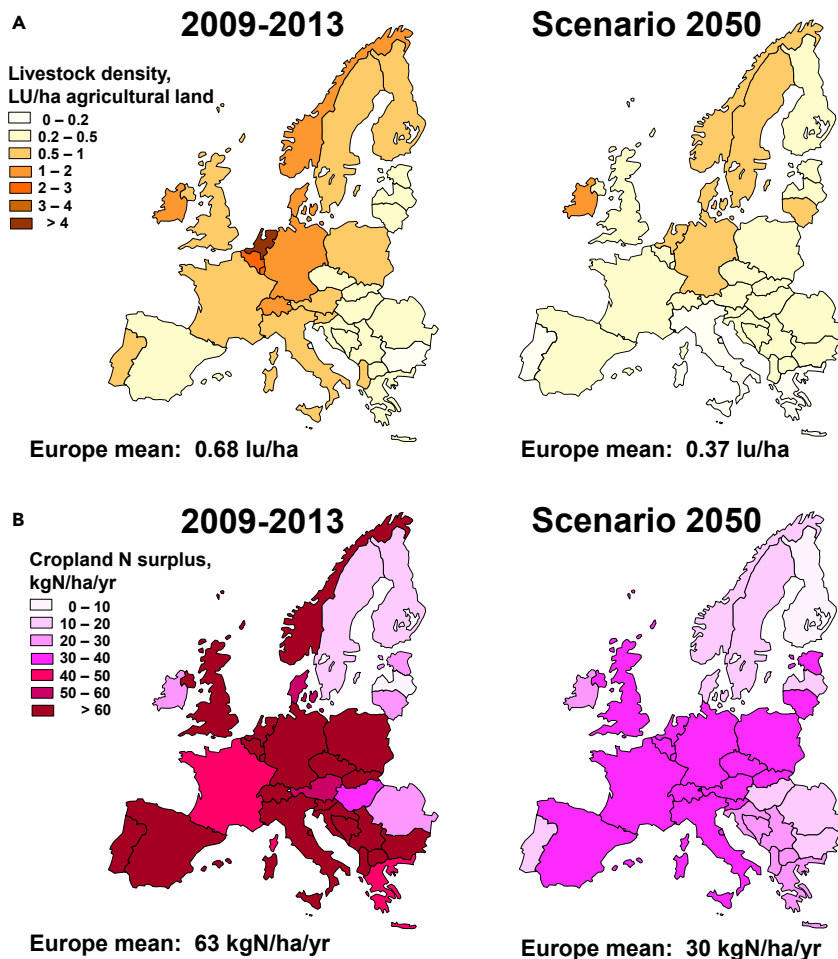 A
2009-2013
Scenario 2050
Livestock density,
LU/ha agricultural land
0 – 0.2
0.2 – 0.5
0.5 – 1
1 – 2
2 – 3
3 – 4
> 4
Europe mean: 0.68 lu/ha
Europe mean: 0.37 lu/ha
B
2009-2013
Scenario 2050
Cropland N surplus,
kgN/ha/yr
0 – 10
10 – 20
20 – 30
30 – 40
40 – 50
50 – 60
> 60
Europe mean: 63 kgN/ha/yr
Europe mean: 30 kgN/ha/yr